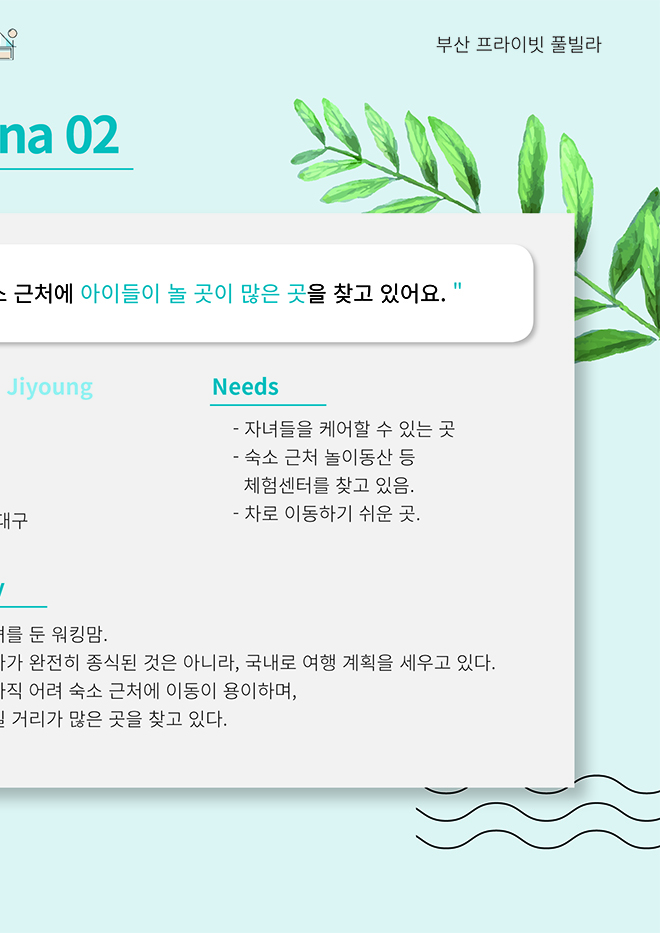 부산 프라이빗 풀빌라
na 02
근처에 아이들이 놀 곳이 많은 곳을 찾고 있어요. "
Jiyoung
Needs
- 자녀들을 케어할 수 있는 곳
- 숙소 근처 놀이동산 등
체험센터를 찾고 있음.
- 차로 이동하기 쉬운 곳.
대구
y
를 둔 워킹맘.
가 완전히 종식된 것은 아니라, 국내로 여행 계획을 세우고 있다.
직 어려 숙소 근처에 이동이 용이하며,
거리가 많은 곳을 찾고 있다.